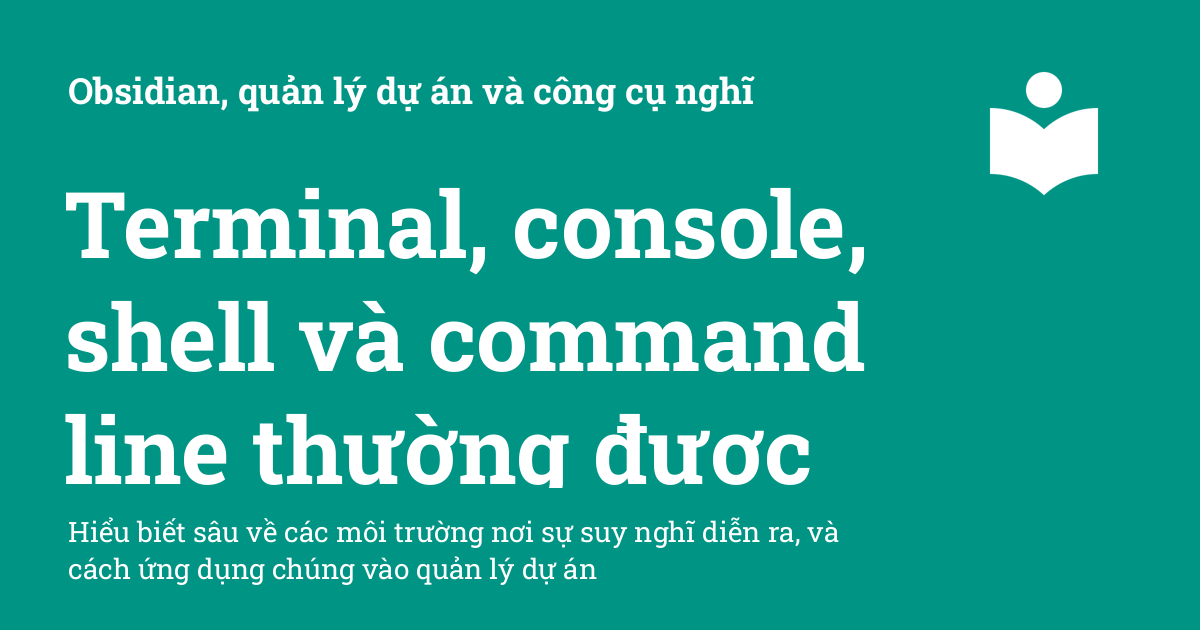 Obsidian, quản lý dự án và công cụ nghĩ
Terminal, console,
shell và command
line thường được
Hiểu biết sâu về các môi trường nơi sự suy nghĩ diễn ra, và
cách ứng dụng chúng vào quản lý dự án